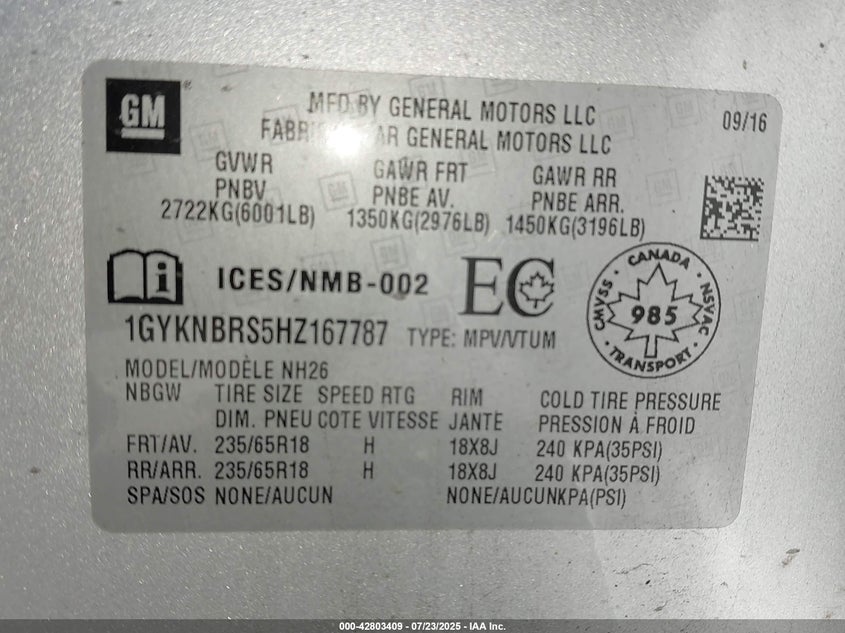 GM
MFD BY GENERAL MOTORS LLC
09/16
FABRI AR GENERAL MOTORS LLC
GVWR GAWR FRT GAWR RR
PNBV PNBE AV. PNBE ARR.
2722KG(6001LB) 1350KG(2976LB) 1450KG(3196LB)
ICES/NMB-002 EC
CANADA
CMVSS 985 NSVAC
TRANSPORT
1GYKNBRS5HZ167787 TYPE: MPV/VTUM
MODEL/MODÈLE NH26
NBGW TIRE SIZE SPEED RTG RIM COLD TIRE PRESSURE
DIM. PNEU COTE VITESSE JANTE PRESSION À FROID
FRT/AV. 235/65R18 H 18X8J 240 KPA(35PSI)
RR/ARR. 235/65R18 H 18X8J 240 KPA(35PSI)
SPA/SOS NONE/AUCUN NONE/AUCUNKPA(PSI)
000-42803409 - 07/23/2025 - IAA Inc.